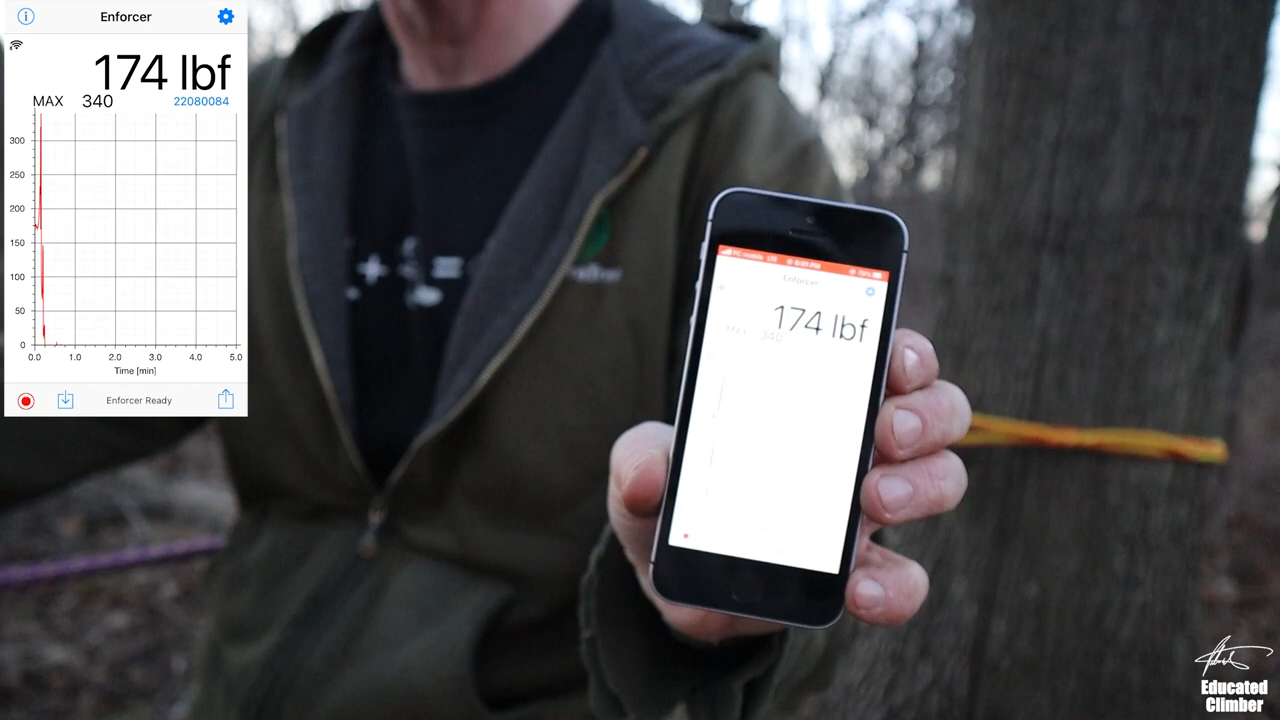 Enforcer
174 lbf
MAX 340
22080084
300
250
200
150
100
50
0
0.0 1.0 2.0 3.0 4.0 5.0
Time [min]
Enforcer Ready
Enforcer
174 lbf
MAX 340
+ =
Educated
Climber